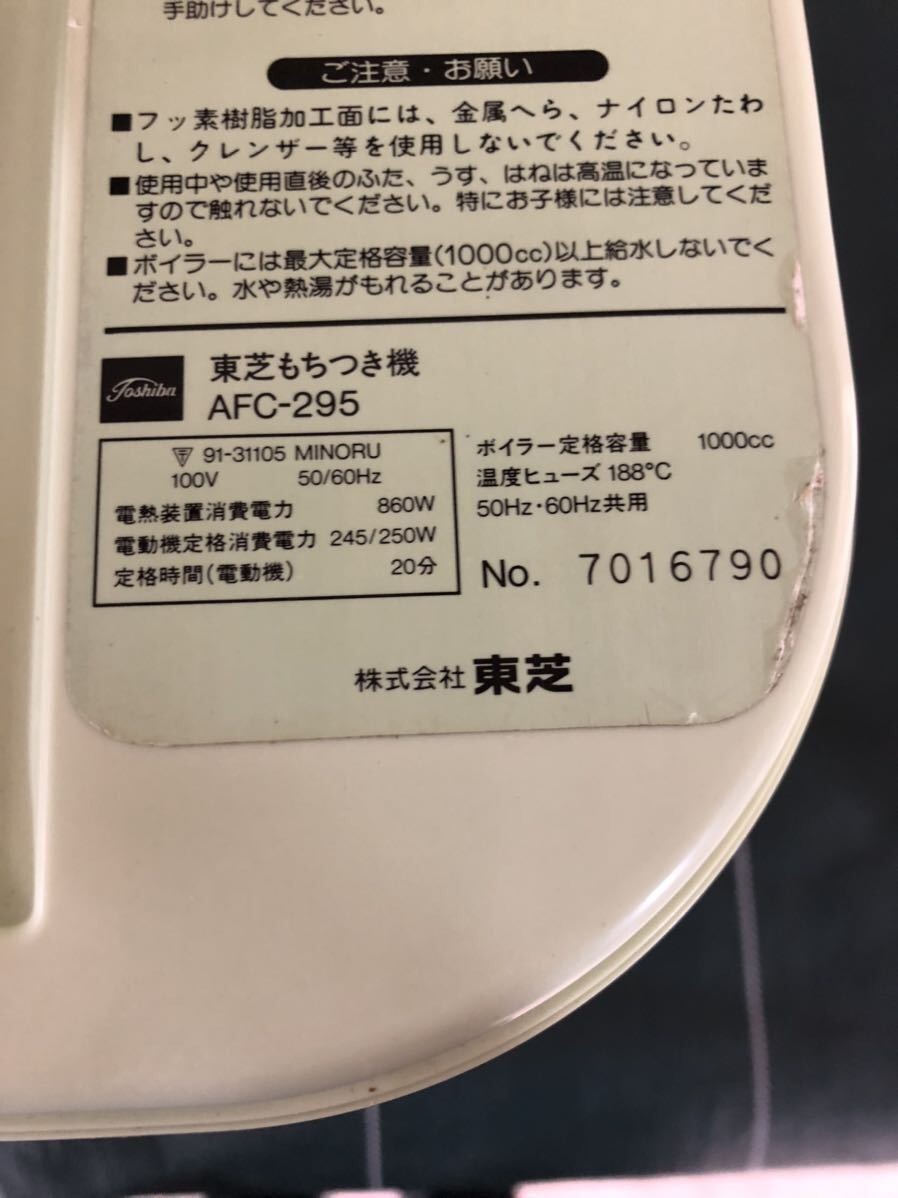 手助けしてください。
ご注意・お願い
■フッ素樹脂加工面には、金属へら、ナイロンたわ
し、クレンザー等を使用しないでください。
■使用中や使用直後のふた、うす、はねは高温になっていま
すので触れないでください。特にお子様には注意してくだ
さい。
■ボイラーには最大定格容量(1000cc)以上給水しないでく
ださい。水や熱湯がもれることがあります。
Toshiba
東芝もちつき機
AFC-295
91-31105 MINORU
100V 50/60Hz
電熱装置消費電力 860W
電動機定格消費電力 245/250W
定格時間(電動機) 20分
ボイラー定格容量 1000cc
温度ヒューズ 188℃
50Hz・60Hz共用
No. 7016790
株式会社 東芝